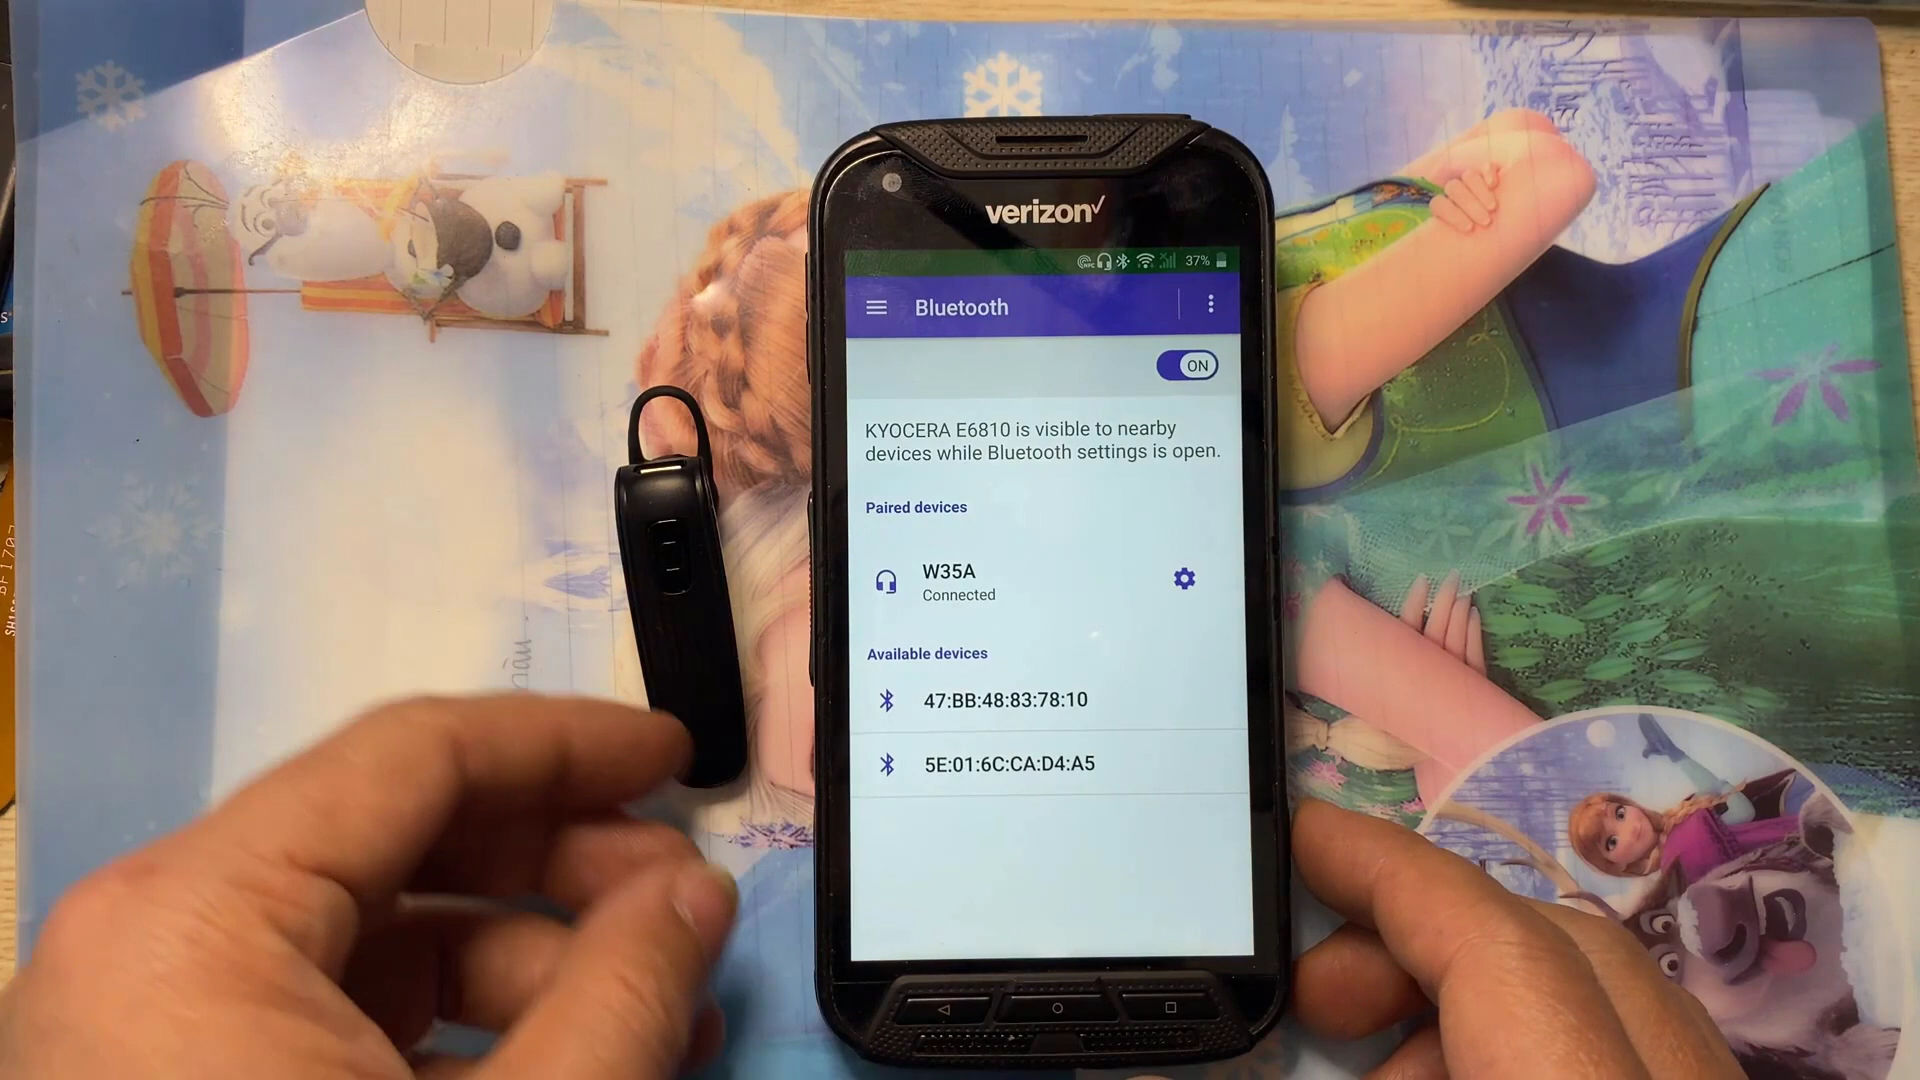 verizon
NFC
37%
Bluetooth
ON
KYOCERA E6810 is visible to nearby
devices while Bluetooth settings is open.
Paired devices
W35A
Connected
Available devices
47:BB:48:83:78:10
5E:01:6C:CA:D4:A5